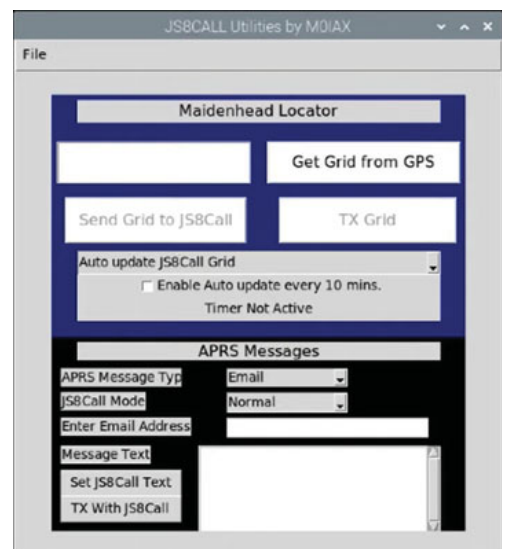 JS8CALL Utilities by M0IAX
File
Maidenhead Locator
Get Grid from GPS
Send Grid to JS8Call TX Grid
Auto update JS8Call Grid
Enable Auto update every 10 mins.
Timer Not Active
APRS Messages
APRS Message Typ Email
JS8Call Mode Normal
Enter Email Address
Message Text
Set JS8Call Text
TX With JS8Call